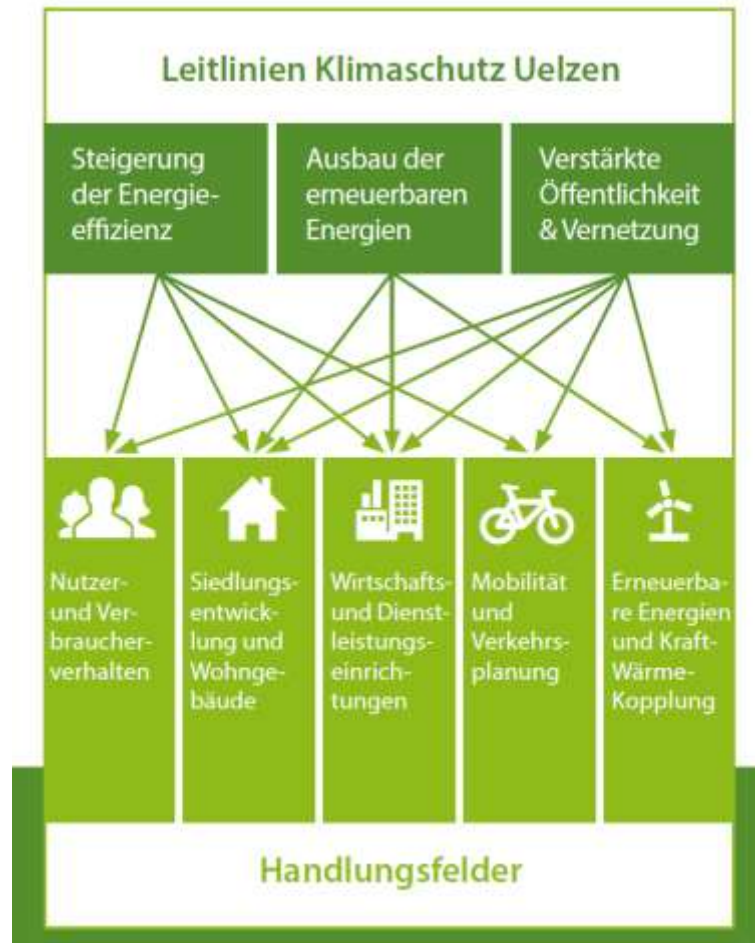 Leitlinien Klimaschutz Uelzen
Steigerung
der Energie-
effizienz
Ausbau der
erneuerbaren
Energien
Verstärkte
Öffentlichkeit
& Vernetzung
Nutzer-
und Ver-
braucher-
verhalten
Siedlungs-
entwick-
lung und
Wohnge-
bäude
Wirtschafts-
und Dienst-
leistungs-
einrich-
tungen
Mobilität
und
Verkehrs-
planung
Erneuerba-
re Energien
und Kraft-
Wärme-
Kopplung
Handlungsfelder